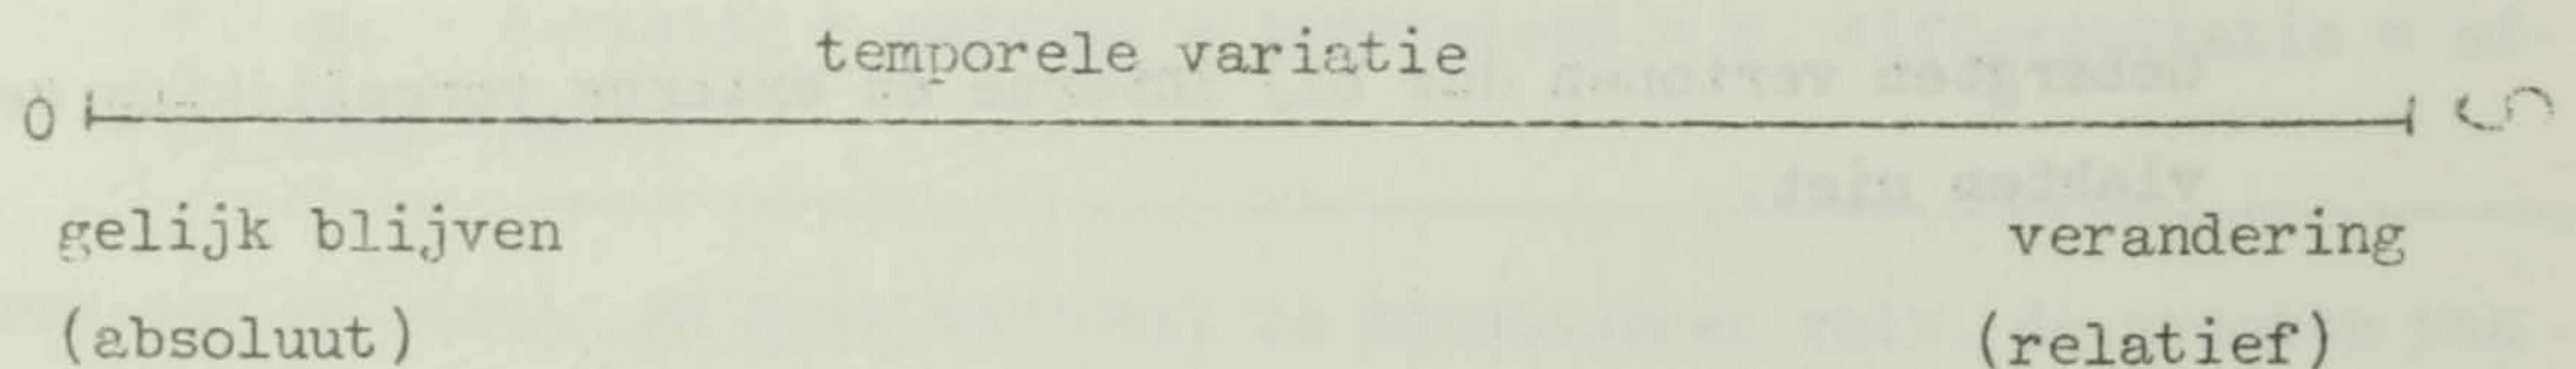 temporele variatie
0
gelijk blijven verandering
(absoluut) (relatief)